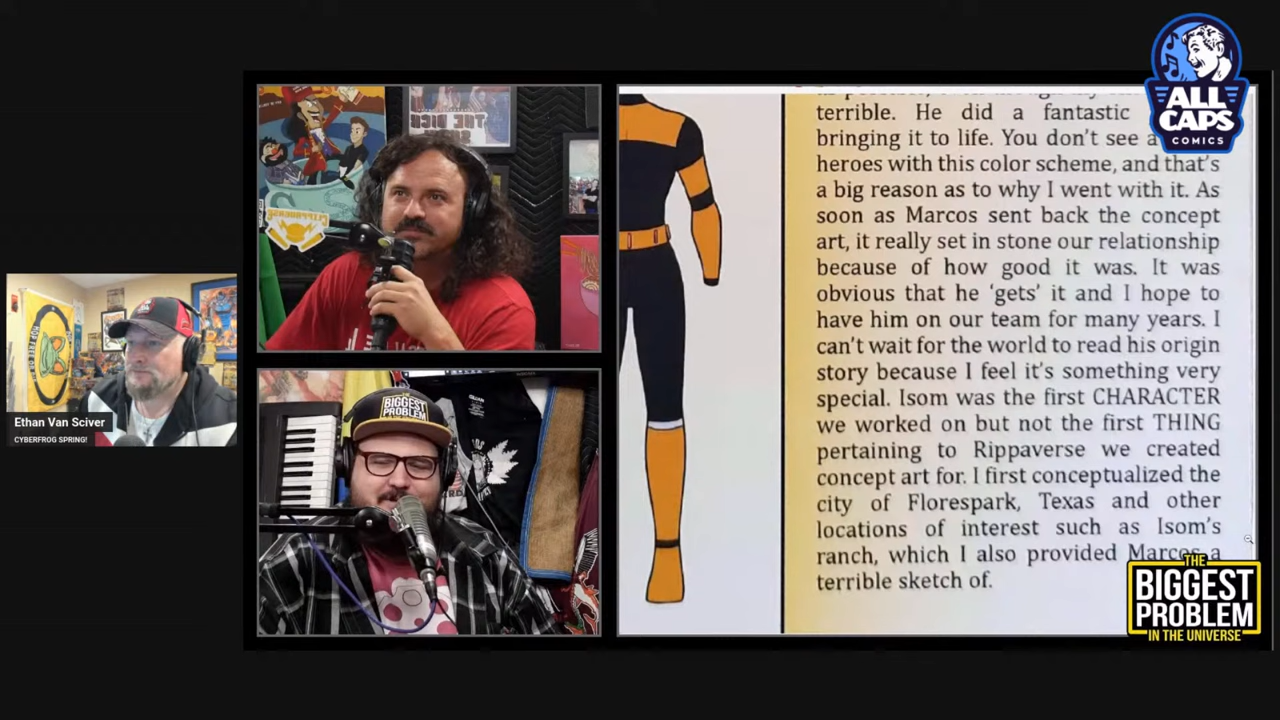 ALL
CAPS
COMICS
THE DICK
terrible. He did a fantastic
bringing it to life. You don't see a
heroes with this color scheme, and that's
a big reason as to why I went with it. As
soon as Marcos sent back the concept
art, it really set in stone our relationship
because of how good it was. It was
obvious that he 'gets' it and I hope to
have him on our team for many years. I
can't wait for the world to read his origin
story because I feel it's something very
special. Isom was the first CHARACTER
we worked on but not the first THING
pertaining to Rippaverse we created
concept art for. I first conceptualized the
city of Florespark, Texas and other
locations of interest such as Isom's
ranch, which I also provided Marcos a
terrible sketch of.
Ethan Van Sciver
CYBERFROG SPRING!
BIGGEST
PROBLEM
THE
BIGGEST
PROBLEM
IN THE UNIVERSE